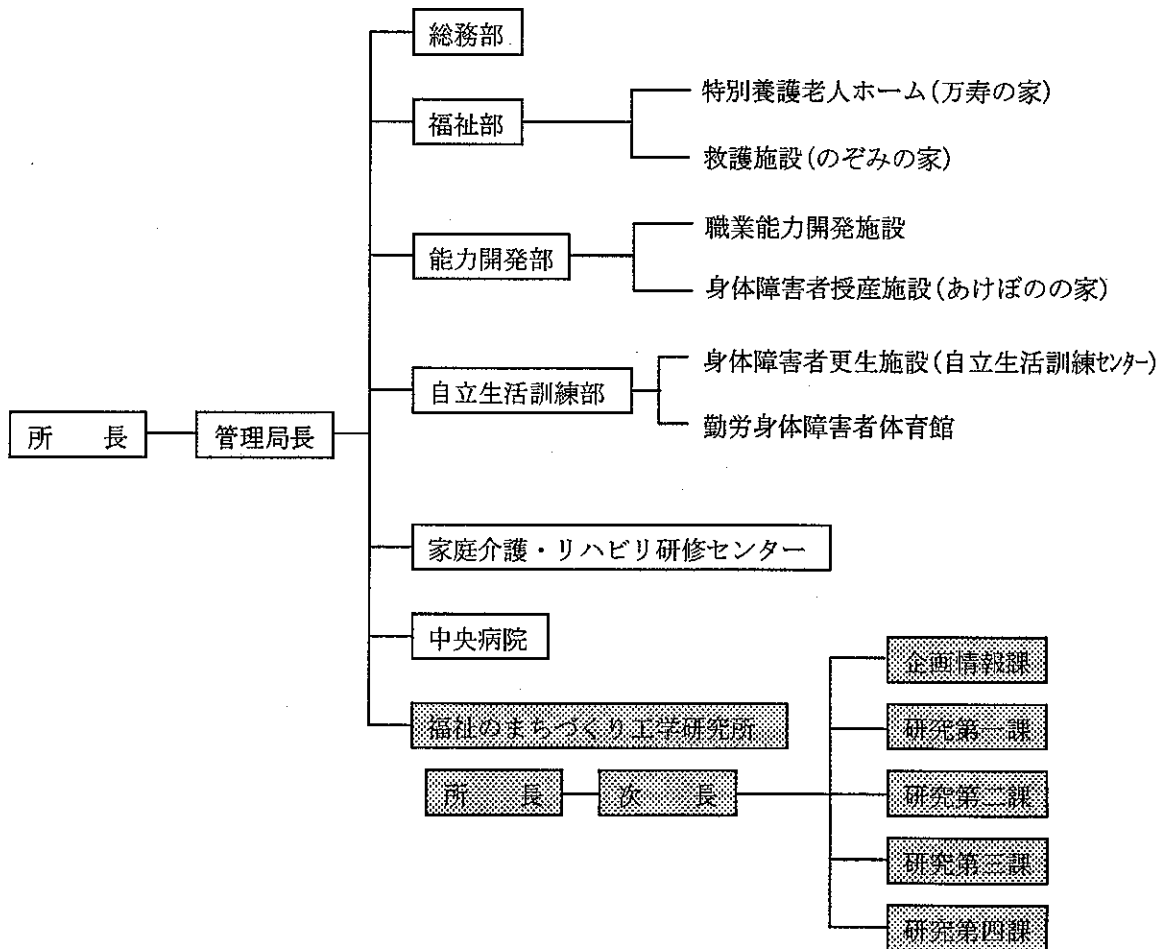 総務部
福祉部
特別養護老人ホーム(万寿の家)
救護施設(のぞみの家)
能力開発部
職業能力開発施設
身体障害者授産施設(あけぼのの家)
自立生活訓練部
身体障害者更生施設(自立生活訓練センター)
勤労身体障害者体育館
所　長
管理局長
家庭介護・リハビリ研修センター
中央病院
福祉のまちづくり工学研究所
所　長
次　長
企画情報課
研究第一課
研究第二課
研究第三課
研究第四課